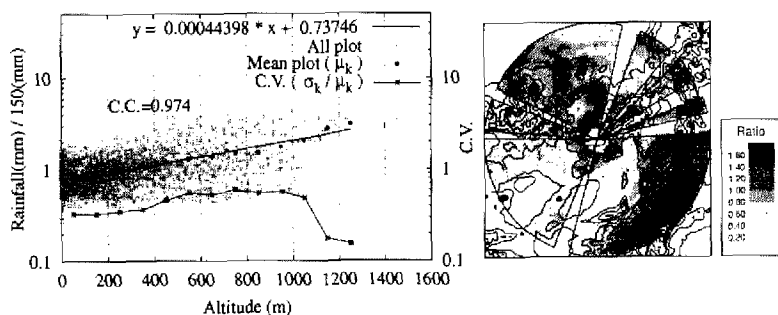 y = 0.00044398 * x + 0.73746
All plot
Mean plot ( μk )
C.V. ( σk / μk )
C.C.=0.974
Rainfall(mm) / 150(mm)
10
1
0.1
0 200 400 600 800 1000 1200 1400 1600
Altitude (m)
10
1
0.1
C.V.
Ratio
1.60
1.40
1.20
1.00
0.80
0.60
0.40
0.20